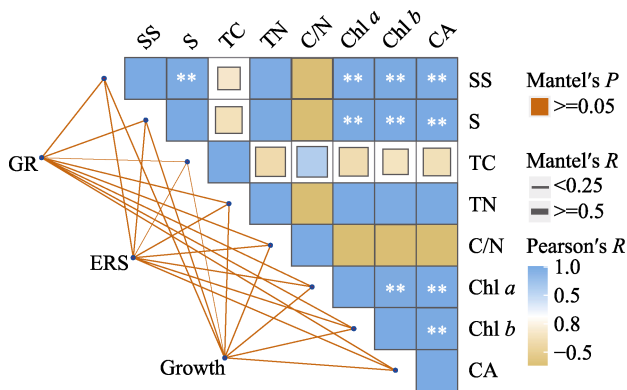 SS S TC TN C/N Chl a Chl b CA
** ** ** ** SS
** ** ** S
TC
TN
C/N
** ** Chl a
** Chl b
CA
GR
ERS
Growth
Mantel's P
>=0.05
Mantel's R
<0.25
>=0.5
Pearson's R
1.0
0.5
0.8
−0.5